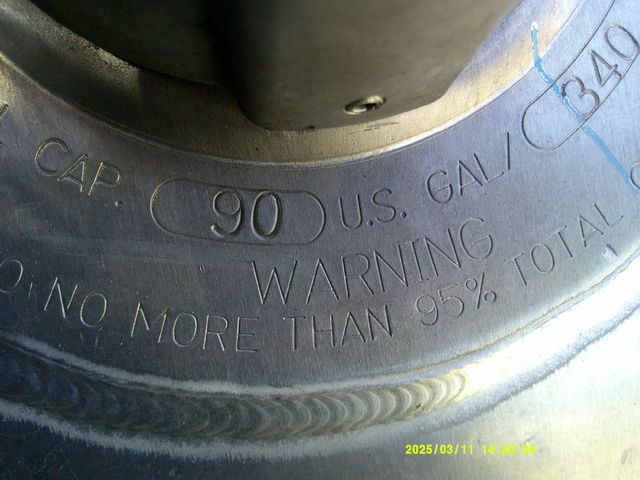 CAP. 90 U.S. GAL/ 340
WARNING
NO MORE THAN 95% TOTAL
2025/03/11